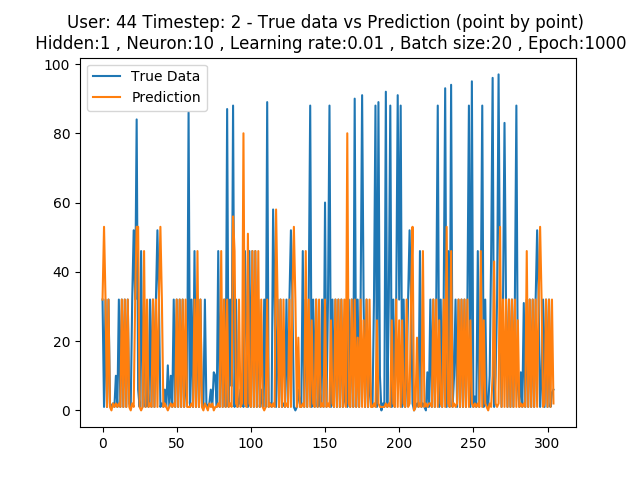 User: 44 Timestep: 2 - True data vs Prediction (point by point)
Hidden:1 , Neuron:10 , Learning rate:0.01 , Batch size:20 , Epoch:1000
True Data
Prediction
100
80
60
40
20
0
0 50 100 150 200 250 300